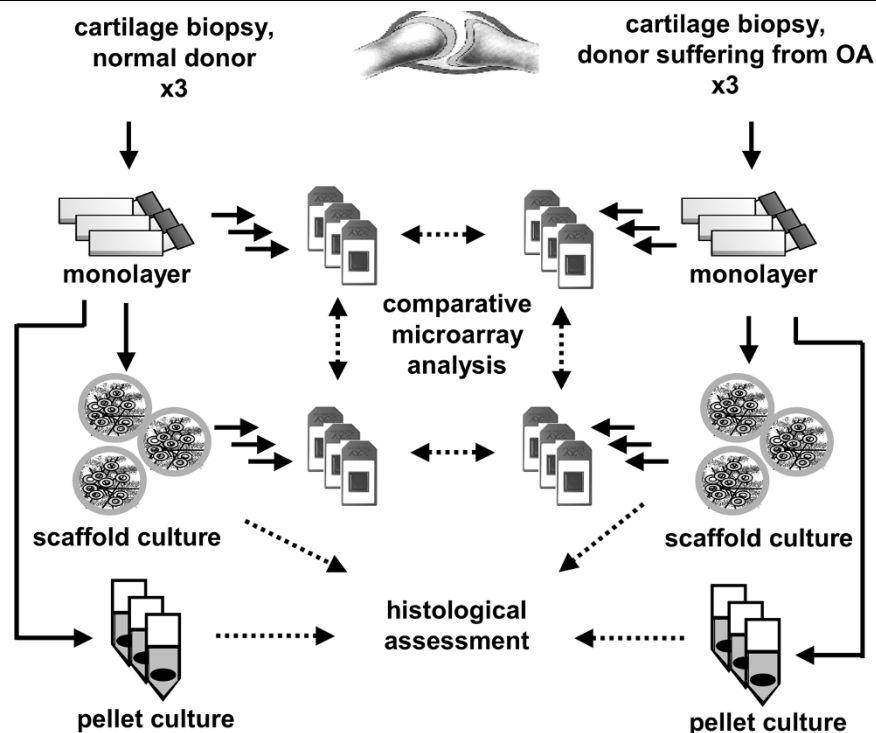 cartilage biopsy,
normal donor
x3
cartilage biopsy,
donor suffering from OA
x3
monolayer
monolayer
comparative
microarray
analysis
scaffold culture
scaffold culture
histological
assessment
pellet culture
pellet culture